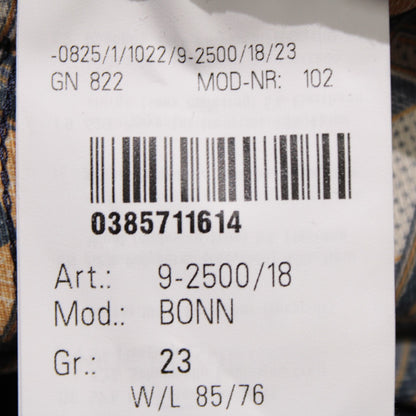 -0825/1/1022/9-2500/18/23
GN 822 MOD-NR: 102
0385711614
Art.: 9-2500/18
Mod.: BONN
Gr.: 23
W/L 85/76